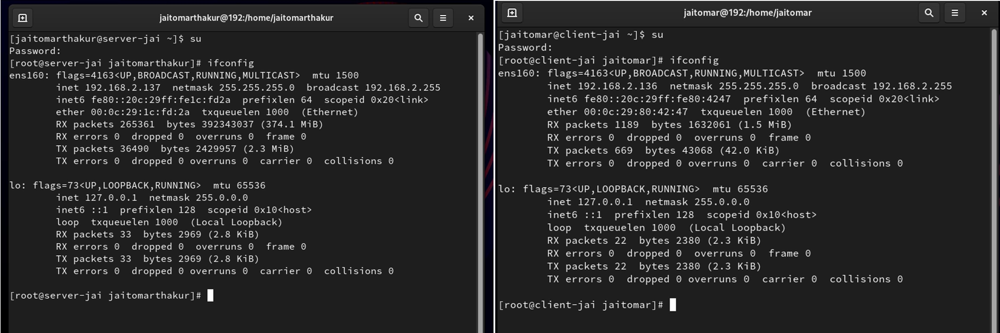 jaitomarthakur@192:/home/jaitomarthakur
[jaitomarthakur@server-jai ~]$ su
Password:
[root@server-jai jaitomarthakur]# ifconfig
ens160: flags=4163<UP,BROADCAST,RUNNING,MULTICAST>  mtu 1500
        inet 192.168.2.137  netmask 255.255.255.0  broadcast 192.168.2.255
        inet6 fe80::20c:29ff:fe1c:fd2a  prefixlen 64  scopeid 0x20<link>
        ether 00:0c:29:1c:fd:2a  txqueuelen 1000  (Ethernet)
        RX packets 265361  bytes 392343037 (374.1 MiB)
        RX errors 0  dropped 0  overruns 0  frame 0
        TX packets 36490  bytes 2429957 (2.3 MiB)
        TX errors 0  dropped 0 overruns 0  carrier 0  collisions 0
lo: flags=73<UP,LOOPBACK,RUNNING>  mtu 65536
        inet 127.0.0.1  netmask 255.0.0.0
        inet6 ::1  prefixlen 128  scopeid 0x10<host>
        loop  txqueuelen 1000  (Local Loopback)
        RX packets 33  bytes 2969 (2.8 KiB)
        RX errors 0  dropped 0  overruns 0  frame 0
        TX packets 33  bytes 2969 (2.8 KiB)
        TX errors 0  dropped 0 overruns 0  carrier 0  collisions 0
[root@server-jai jaitomarthakur]#
jaitomar@192:/home/jaitomar
[jaitomar@client-jai ~]$ su
Password:
[root@client-jai jaitomar]# ifconfig
ens160: flags=4163<UP,BROADCAST,RUNNING,MULTICAST>  mtu 1500
        inet 192.168.2.136  netmask 255.255.255.0  broadcast 192.168.2.255
        inet6 fe80::20c:29ff:fe80:4247  prefixlen 64  scopeid 0x20<link>
        ether 00:0c:29:80:42:47  txqueuelen 1000  (Ethernet)
        RX packets 1189  bytes 1632061 (1.5 MiB)
        RX errors 0  dropped 0  overruns 0  frame 0
        TX packets 669  bytes 43068 (42.0 KiB)
        TX errors 0  dropped 0 overruns 0  carrier 0  collisions 0
lo: flags=73<UP,LOOPBACK,RUNNING>  mtu 65536
        inet 127.0.0.1  netmask 255.0.0.0
        inet6 ::1  prefixlen 128  scopeid 0x10<host>
        loop  txqueuelen 1000  (Local Loopback)
        RX packets 22  bytes 2380 (2.3 KiB)
        RX errors 0  dropped 0  overruns 0  frame 0
        TX packets 22  bytes 2380 (2.3 KiB)
        TX errors 0  dropped 0 overruns 0  carrier 0  collisions 0
[root@client-jai jaitomar]#